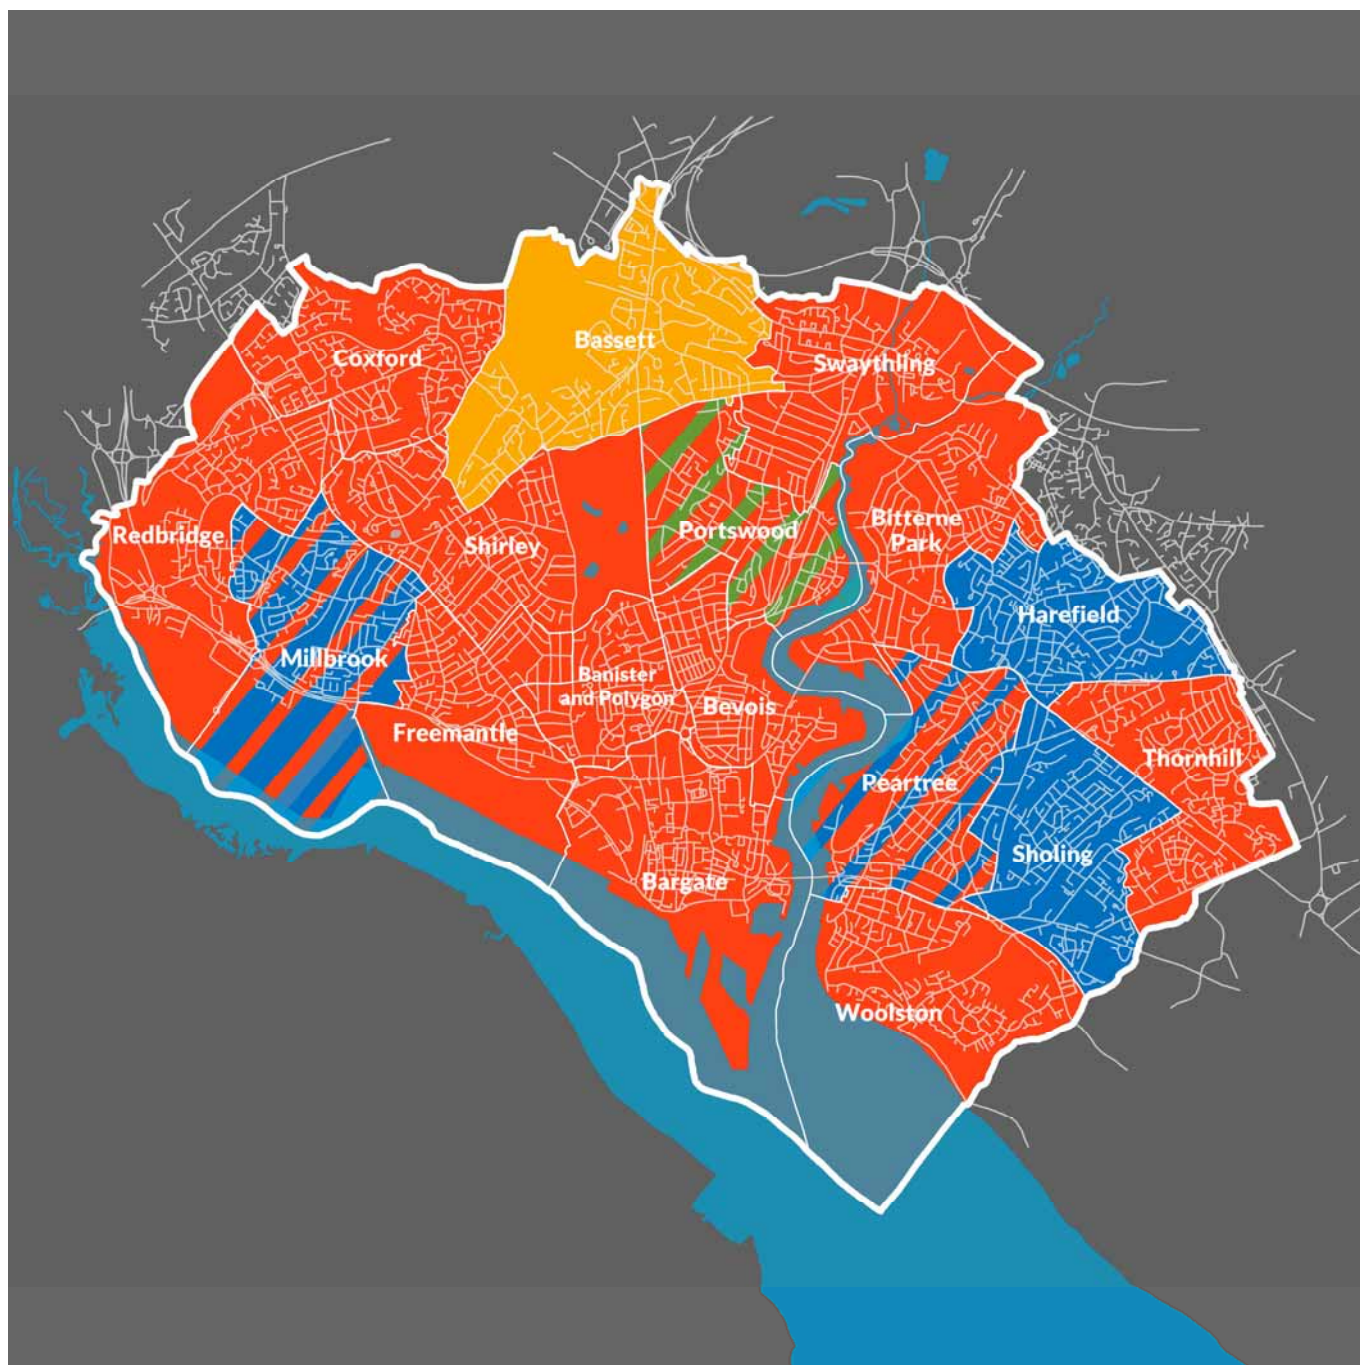 Bassett
Coxford
Swaythling
Redbridge
Shirley
Portswood
Bitterne
Park
Harefield
Millbrook
Banister
and Polygon
Bevois
Freemantle
Thornhill
Peartree
Sholing
Bargate
Woolston